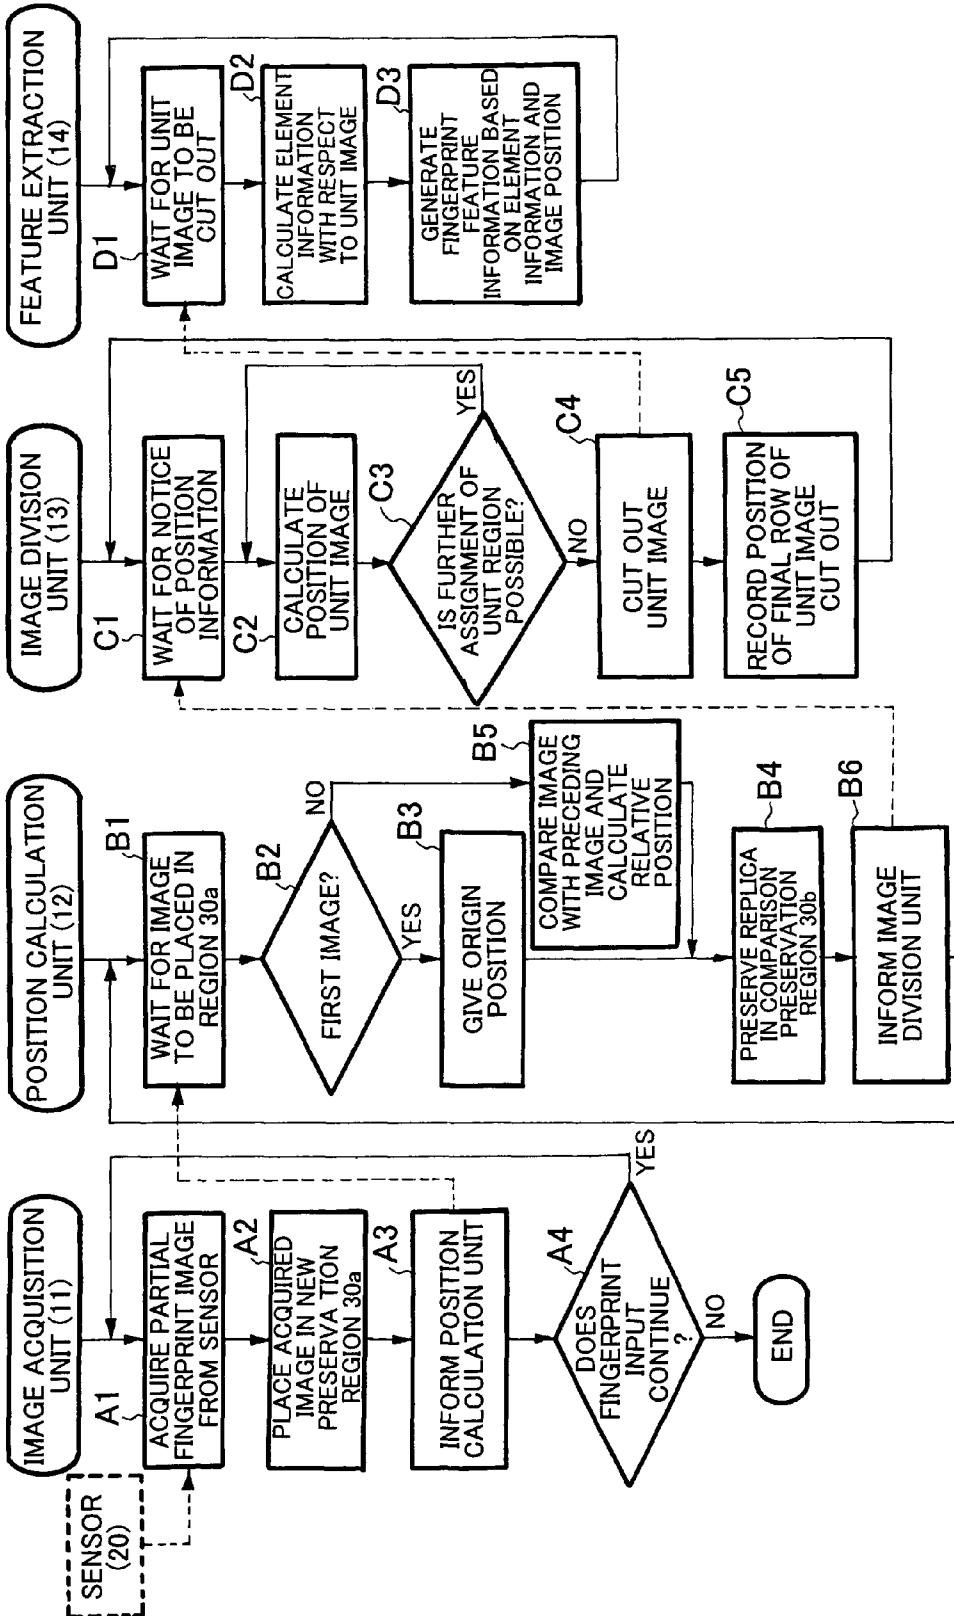 SENSOR
(20)
IMAGE ACQUISITION
UNIT (11)
A1
ACQUIRE PARTIAL
FINGERPRINT IMAGE
FROM SENSOR
A2
PLACE ACQUIRED
IMAGE IN NEW
PRESERVA TION
REGION 30a
A3
INFORM POSITION
CALCULATION UNIT
A4
DOES
FINGERPRINT
INPUT
CONTINUE
?
YES
NO
END
POSITION CALCULATION
UNIT (12)
B1
WAIT FOR IMAGE
TO BE PLACED IN
REGION 30a
B2
FIRST IMAGE?
NO
YES
B3
GIVE ORIGIN
POSITION
B5
COMPARE IMAGE
WITH PRECEDING
IMAGE AND
CALCULATE
RELATIVE
POSITION
B4
PRESERVE REPLICA
IN COMPARISON
PRESERVATION
REGION 30b
B6
INFORM IMAGE
DIVISION UNIT
IMAGE DIVISION
UNIT (13)
C1
WAIT FOR NOTICE
OF POSITION
INFORMATION
C2
CALCULATE
POSITION OF
UNIT IMAGE
C3
IS FURTHER
ASSIGNMENT OF
UNIT REGION
POSSIBLE?
YES
NO
C4
CUT OUT
UNIT IMAGE
C5
RECORD POSITION
OF FINAL ROW OF
UNIT IMAGE
CUT OUT
FEATURE EXTRACTION
UNIT (14)
D1
WAIT FOR UNIT
IMAGE TO BE
CUT OUT
D2
CALCULATE ELEMENT
INFORMATION
WITH RESPECT
TO UNIT IMAGE
D3
GENERATE
FINGERPRINT
FEATURE
INFORMATION BASED
ON ELEMENT
INFORMATION AND
IMAGE POSITION